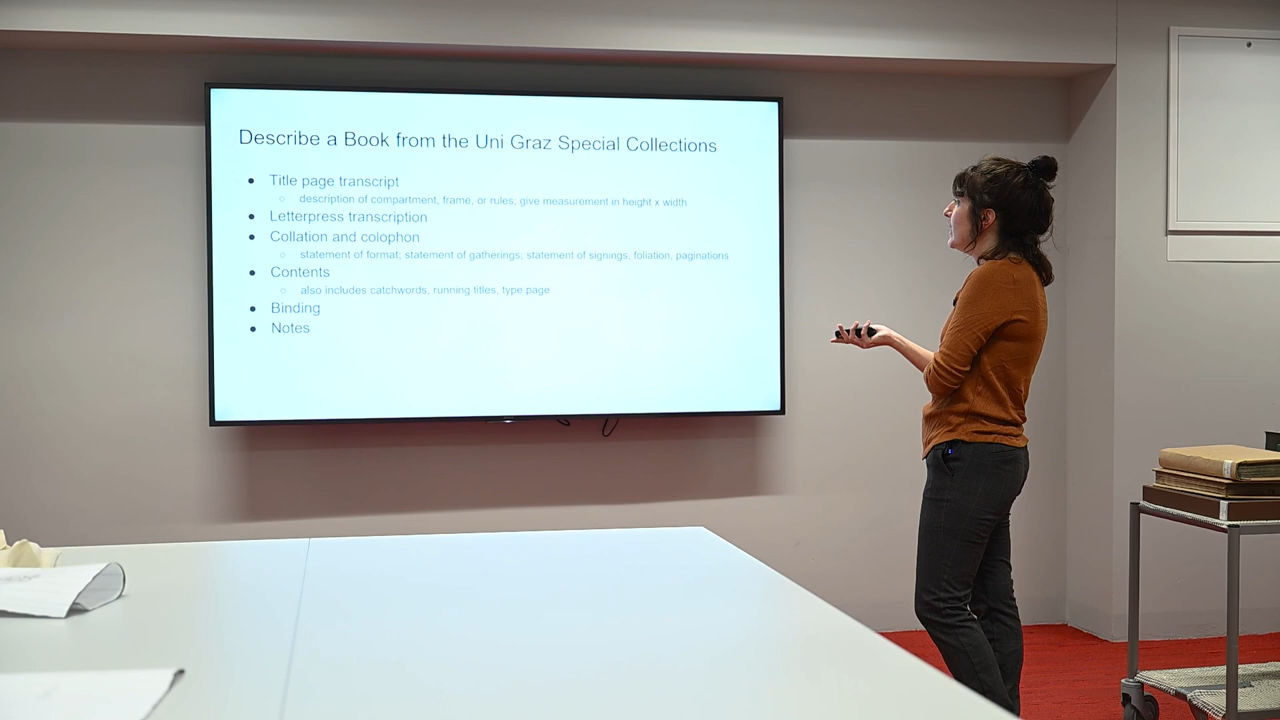 Describe a Book from the Uni Graz Special Collections
● Title page transcript
○ description of compartment, frame, or rules; give measurement in height x width
● Letterpress transcription
● Collation and colophon
○ statement of format; statement of gatherings; statement of signings, foliation, paginations
● Contents
○ also includes catchwords, running titles, type page
● Binding
● Notes